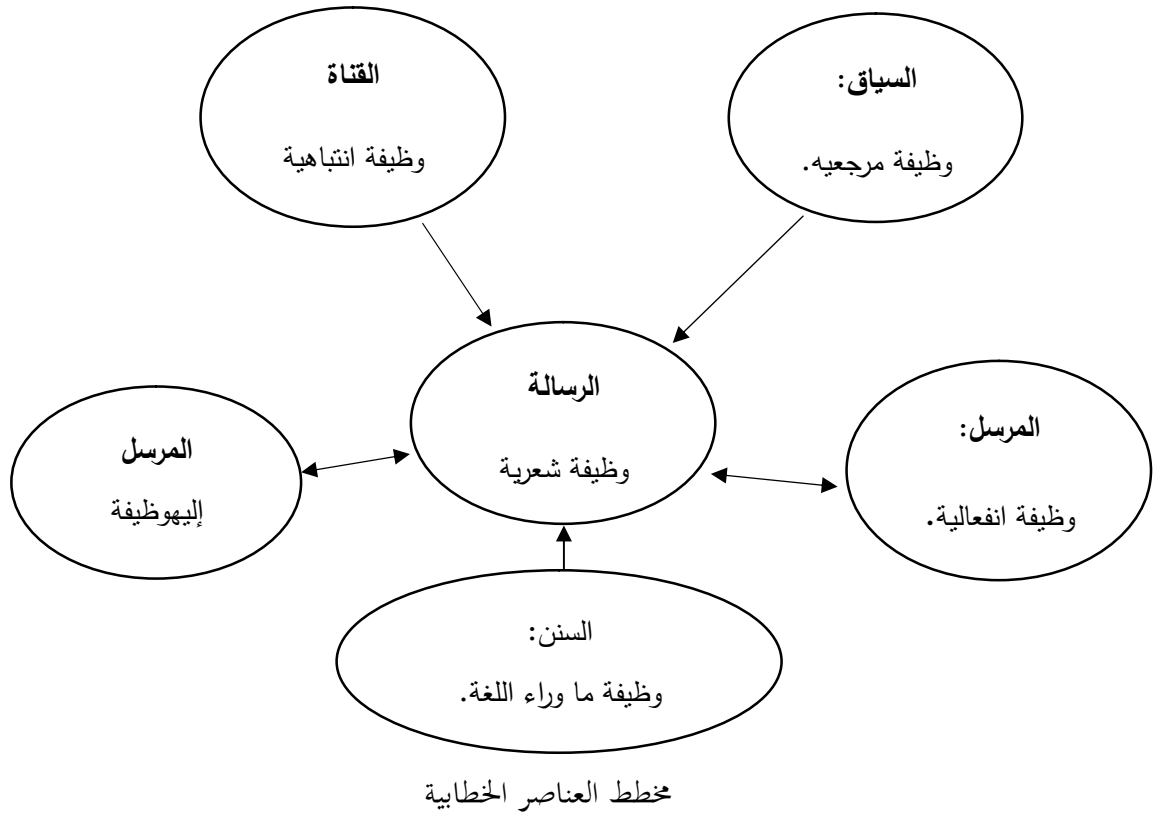 السياق:
وظيفة مرجعيه.
القناة
وظيفة انتباهية
الرسالة
وظيفة شعرية
المرسل:
وظيفة انفعالية.
المرسل
إليهوظيفة
السنن:
وظيفة ما وراء اللغة.
مخطط العناصر الخطابية